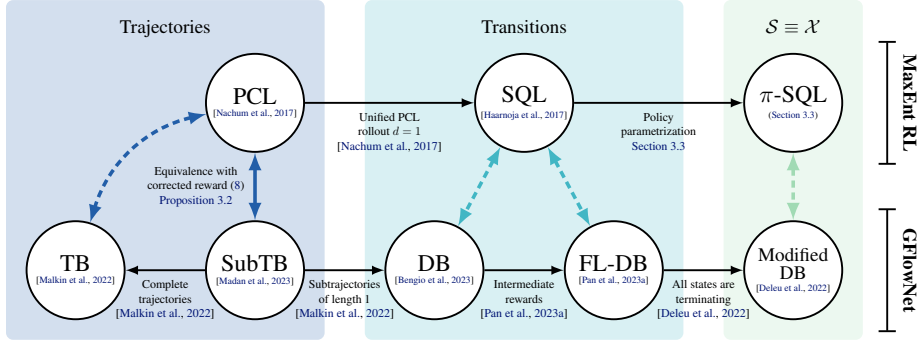 Trajectories
Transitions
𝒮 ≡ 𝒳
PCL
[Nachum et al., 2017]
SQL
[Haarnoja et al., 2017]
π-SQL
(Section 3.3)
MaxEnt RL
Unified PCL
rollout d = 1
[Nachum et al., 2017]
Policy
parametrization
Section 3.3
Equivalence with
corrected reward (8)
Proposition 3.2
TB
[Malkin et al., 2022]
SubTB
[Madan et al., 2023]
DB
[Bengio et al., 2023]
FL-DB
[Pan et al., 2023a]
Modified
DB
[Deleu et al., 2022]
GFlowNet
Complete
trajectories
[Malkin et al., 2022]
Subtrajectories
of length 1
[Malkin et al., 2022]
Intermediate
rewards
[Pan et al., 2023a]
All states are
terminating
[Deleu et al., 2022]